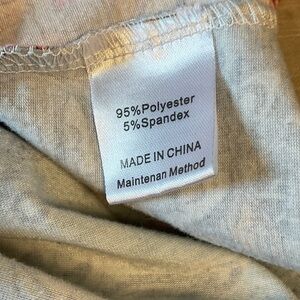 95%Polyester
5%Spandex
MADE IN CHINA
Maintenan Method